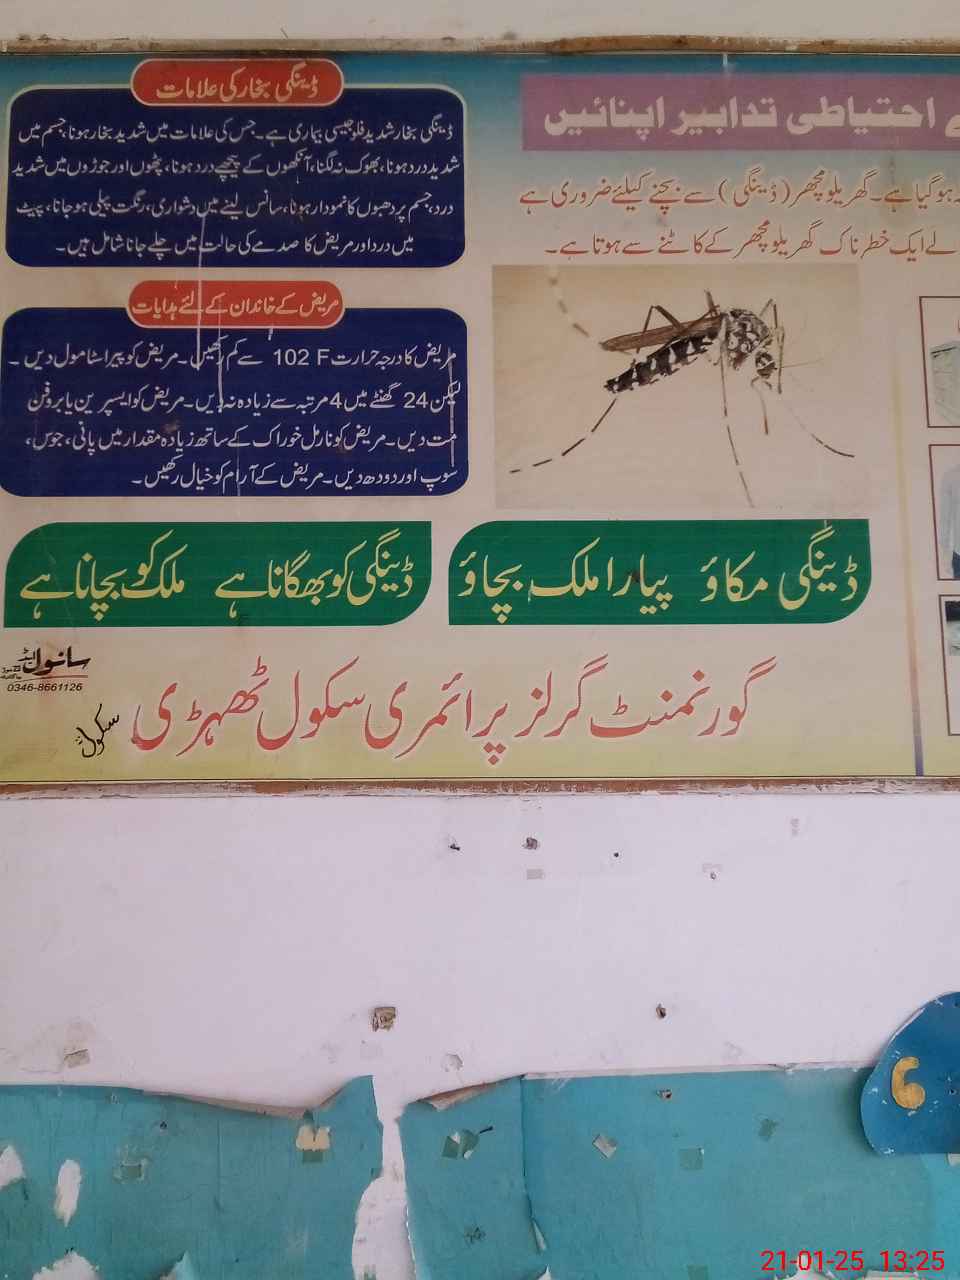 احتیاطی تدابیر اپنائیں
ہوگیا ہے۔ گھریلو مچھر (ڈینگی) سے بچنے کیلئے ضروری ہے
ایک خطرناک گھریلو مچھر کے کاٹنے سے ہوتا ہے۔
ڈینگی بخار کی علامات
ڈینگی بخار شدید فلو جیسی بیماری ہے۔ جس کی علامات میں شدید بخار ہونا، جسم میں
شدید درد ہونا، بھوک نہ لگنا، آنکھوں کے پیچھے درد ہونا، پٹھوں اور جوڑوں میں شدید
درد، جسم پر دھبوں کا نمودار ہونا، سانس لینے میں دشواری، رنگت پیلی ہو جانا، پیٹ
میں درد اور مریض کا صدمے کی حالت میں چلے جانا شامل ہیں۔
مریض کے خاندان کے لئے ہدایات
مریض کا درجہ حرارت 102 F سے کم رکھیں۔ مریض کو پیراسٹامول دیں۔
لیکن 24 گھنٹے میں 4 مرتبہ سے زیادہ نہ دیں۔ مریض کو ایسپرین یا بروفن
مت دیں۔ مریض کو نارمل خوراک کے ساتھ زیادہ مقدار میں پانی، جوس،
سوپ اور دودھ دیں۔ مریض کے آرام کو خیال رکھیں۔
ڈینگی مکاؤ پیارا ملک بچاؤ
ڈینگی کو بھگانا ہے ملک کو بچانا ہے
سانول
0346-8661126
گورنمنٹ گرلز پرائمری سکول ٹھہڑی
سکول
6
21-01-25 13:25